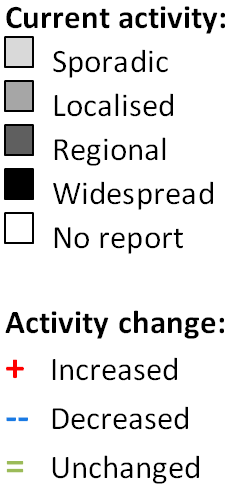 Current activity:
Sporadic
Localised
Regional
Widespread
No report
Activity change:
+ Increased
-- Decreased
= Unchanged